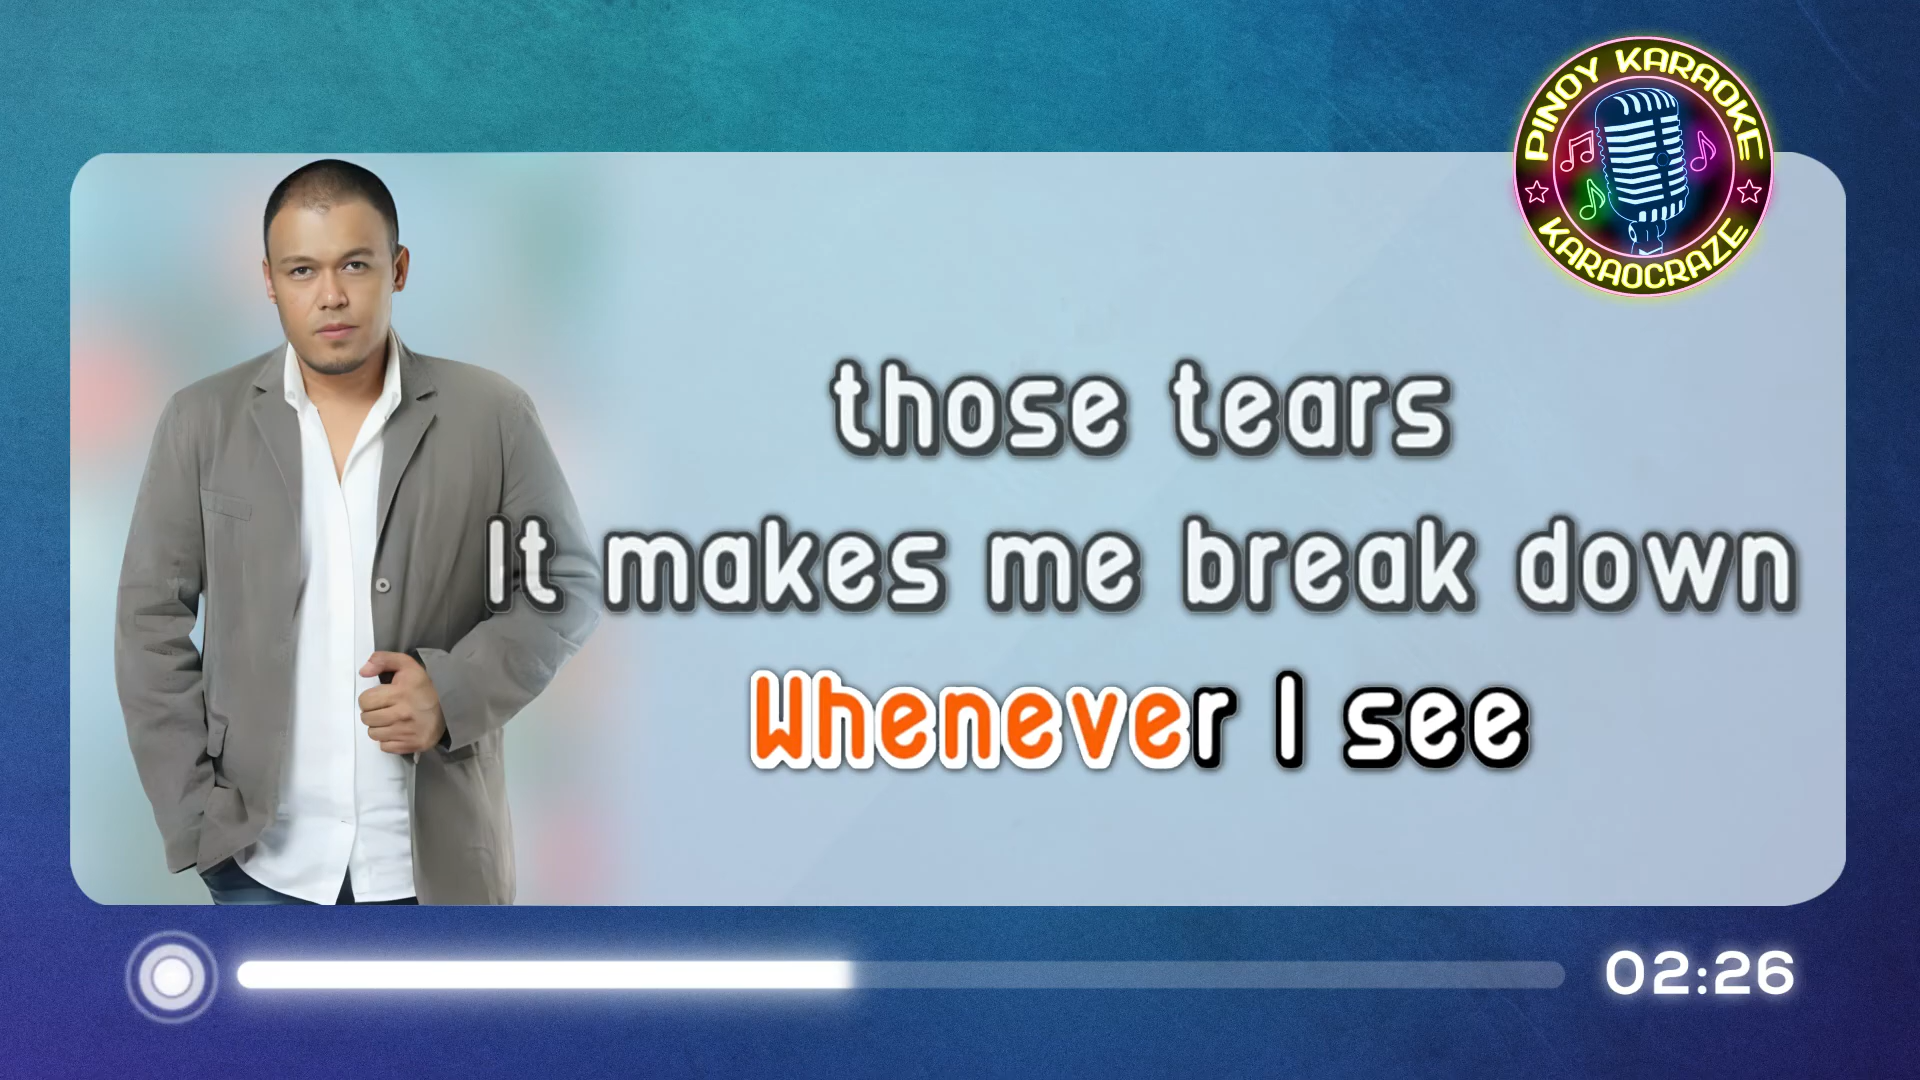 PINOY KARAOKE
KARAOCRAZE
those tears
It makes me break down
Whenever I see
02:26